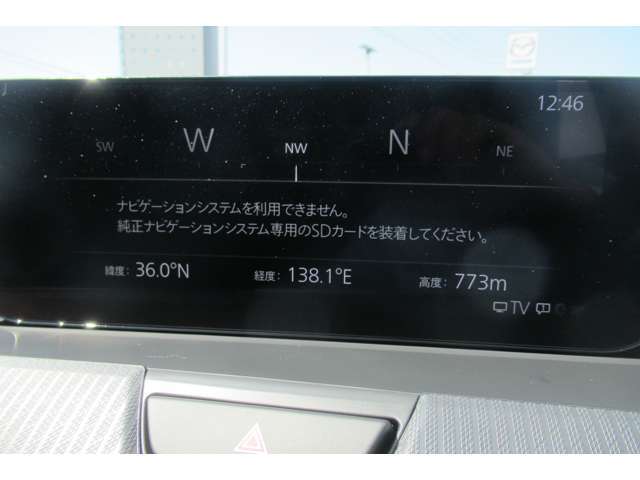 12:46
SW W NW N NE
ナビゲーションシステムを利用できません。
純正ナビゲーションシステム専用のSDカードを装着してください。
緯度: 36.0°N 経度: 138.1°E 高度: 773m
TV